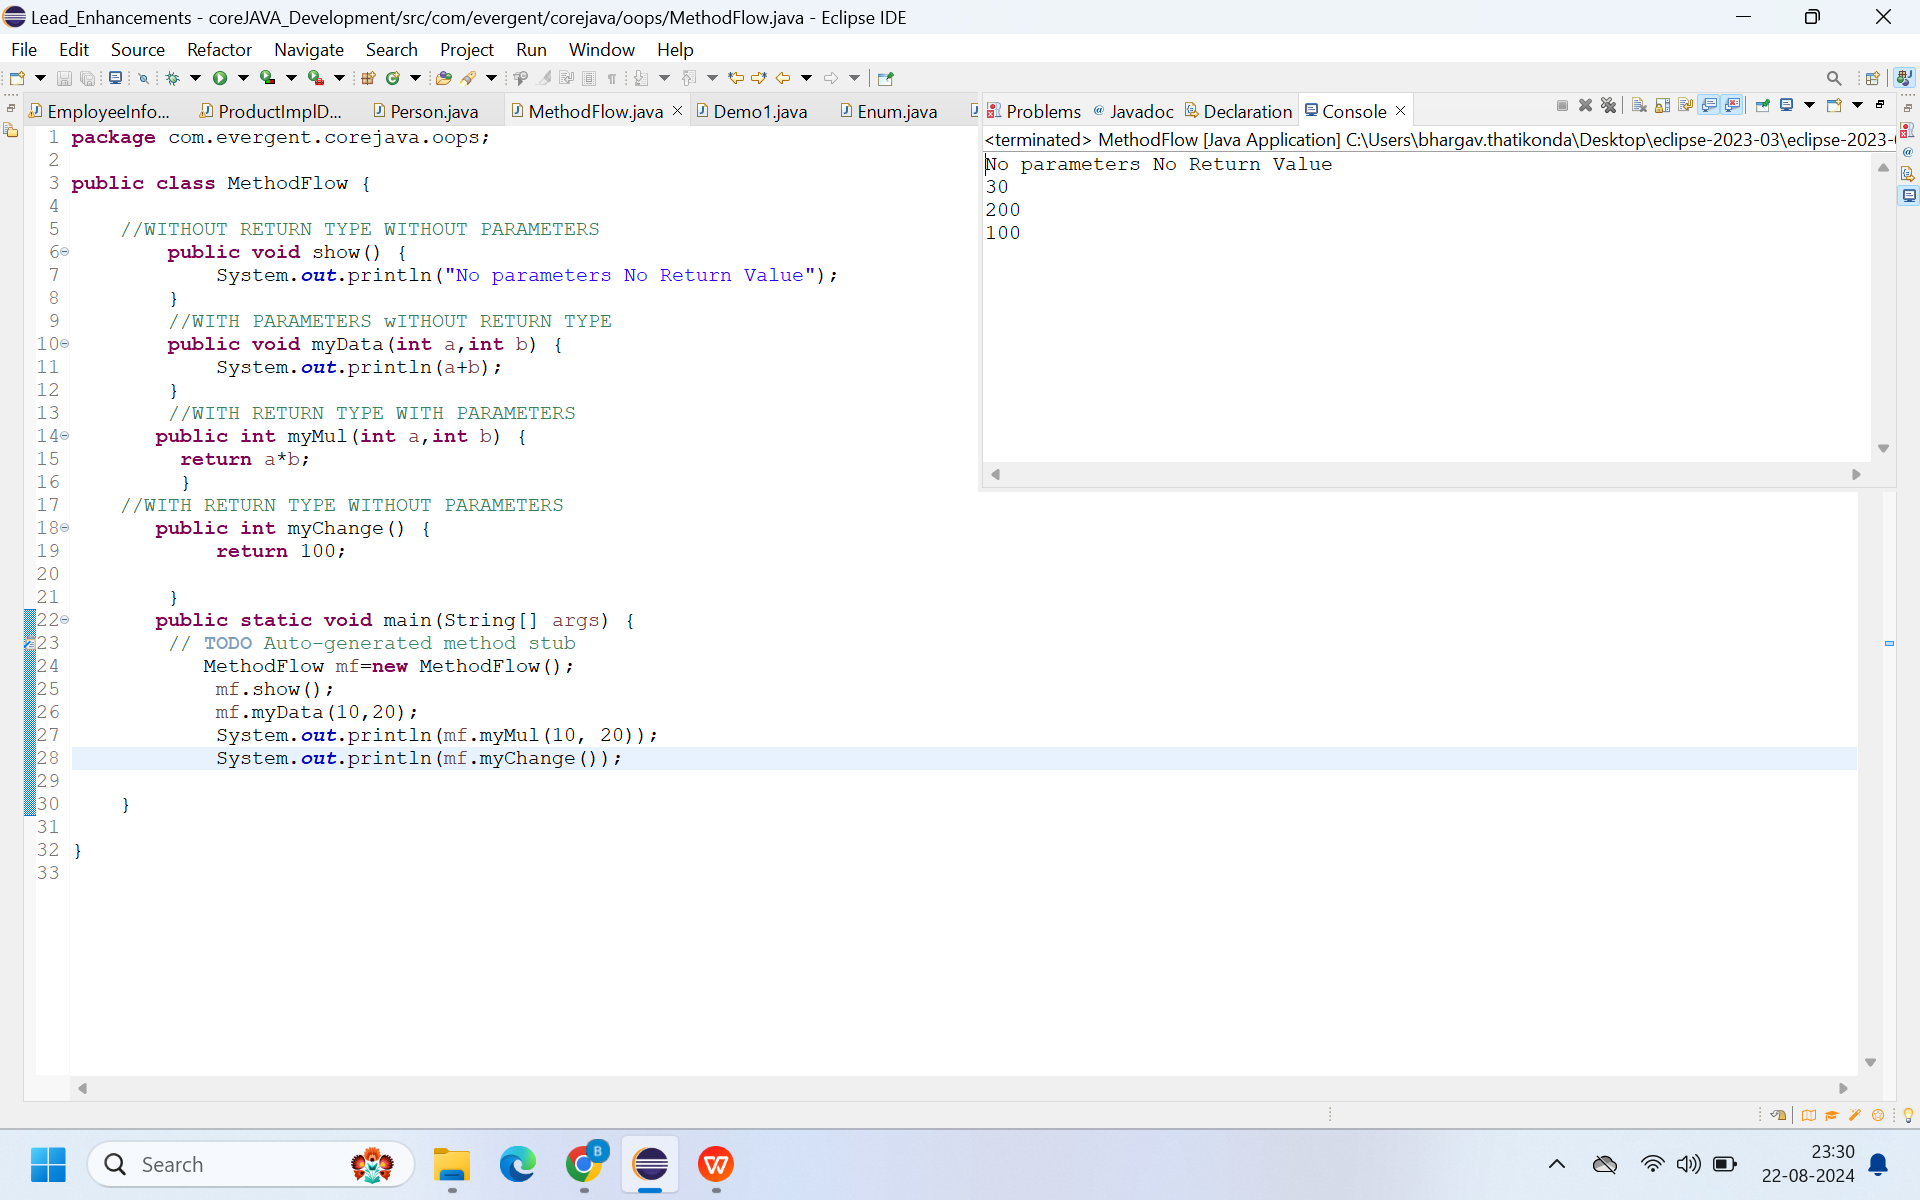 Lead_Enhancements - coreJAVA_Development/src/com/evergent/corejava/oops/MethodFlow.java - Eclipse IDE
File Edit Source Refactor Navigate Search Project Run Window Help
EmployeeInfo... ProductImplD... Person.java MethodFlow.java Demo1.java Enum.java
Problems Javadoc Declaration Console
<terminated> MethodFlow [Java Application] C:\Users\bhargav.thatikonda\Desktop\eclipse-2023-03\eclipse-2023-
No parameters No Return Value
30
200
100
1 package com.evergent.corejava.oops;
2
3 public class MethodFlow {
4
5 //WITHOUT RETURN TYPE WITHOUT PARAMETERS
6 public void show() {
7 System.out.println("No parameters No Return Value");
8 }
9 //WITH PARAMETERS wITHOUT RETURN TYPE
10 public void myData(int a,int b) {
11 System.out.println(a+b);
12 }
13 //WITH RETURN TYPE WITH PARAMETERS
14 public int myMul(int a,int b) {
15 return a*b;
16 }
17 //WITH RETURN TYPE WITHOUT PARAMETERS
18 public int myChange() {
19 return 100;
20
21 }
22 public static void main(String[] args) {
23 // TODO Auto-generated method stub
24 MethodFlow mf=new MethodFlow();
25 mf.show();
26 mf.myData(10,20);
27 System.out.println(mf.myMul(10, 20));
28 System.out.println(mf.myChange());
29
30 }
31
32 }
33
Search
B
W
23:30
22-08-2024